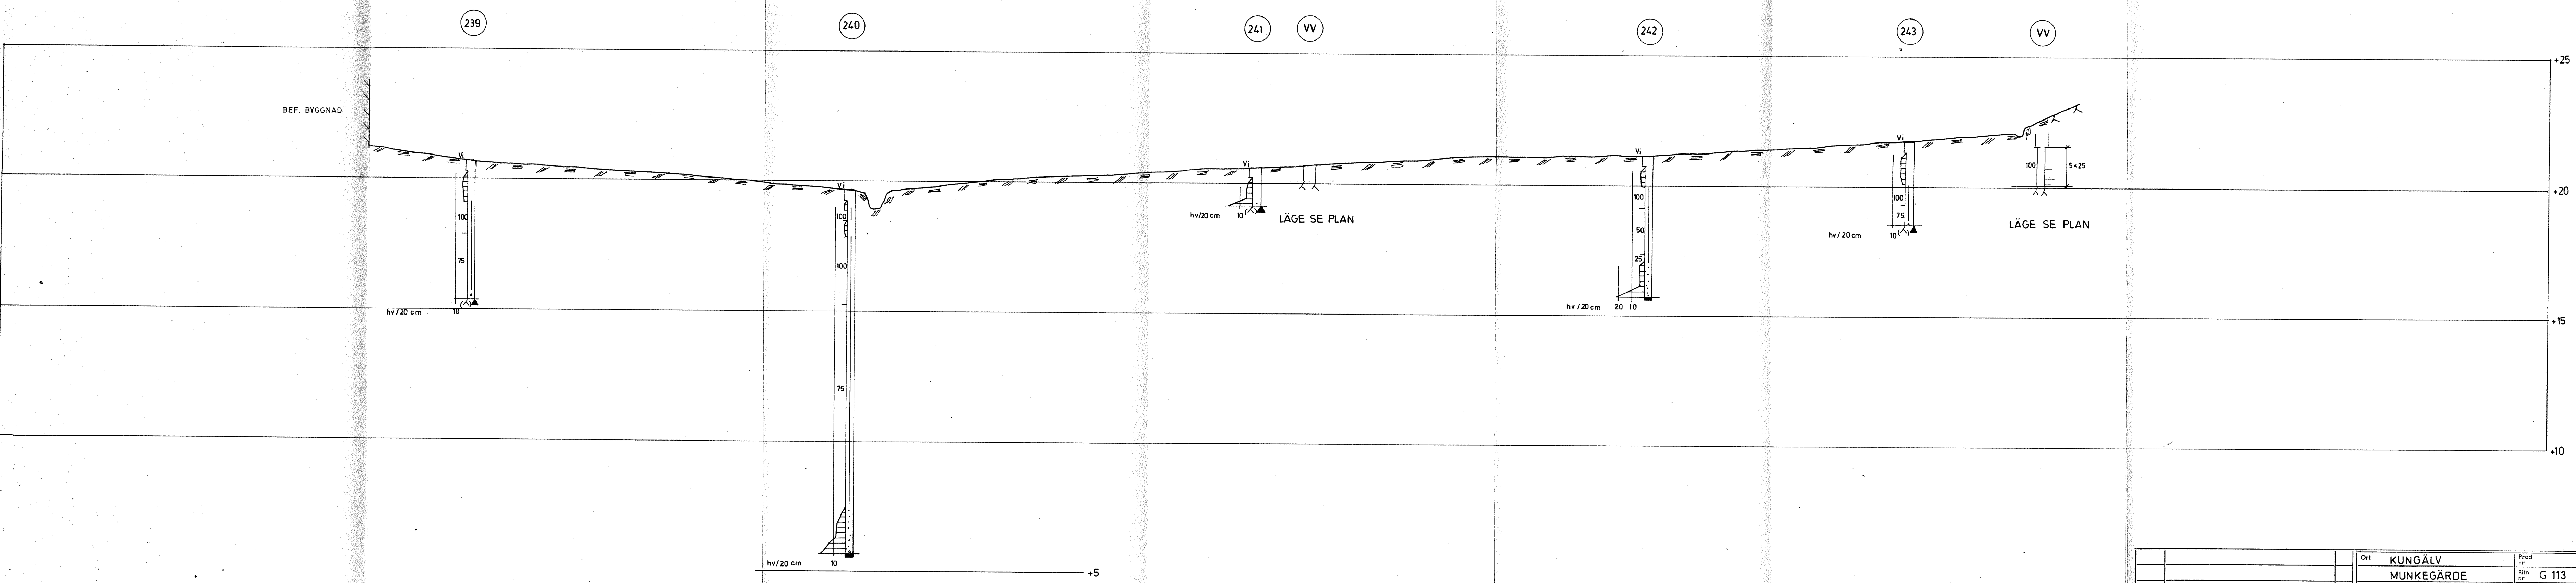 239
240
241
VV
242
243
VV
+25
BEF. BYGGNAD
Vi
Vi
Vi
Vi
Vi
100
5×25
+20
100
75
hv/20 cm
10
100
100
75
hv/20 cm
10
hv/20 cm
10
LÄGE SE PLAN
100
50
25
hv/20 cm
20 10
100
75
hv/20 cm
10
LÄGE SE PLAN
+15
+10
+5
Ort KUNGÄLV
Prod nr
MUNKEGÄRDE
Ritn nr G 113